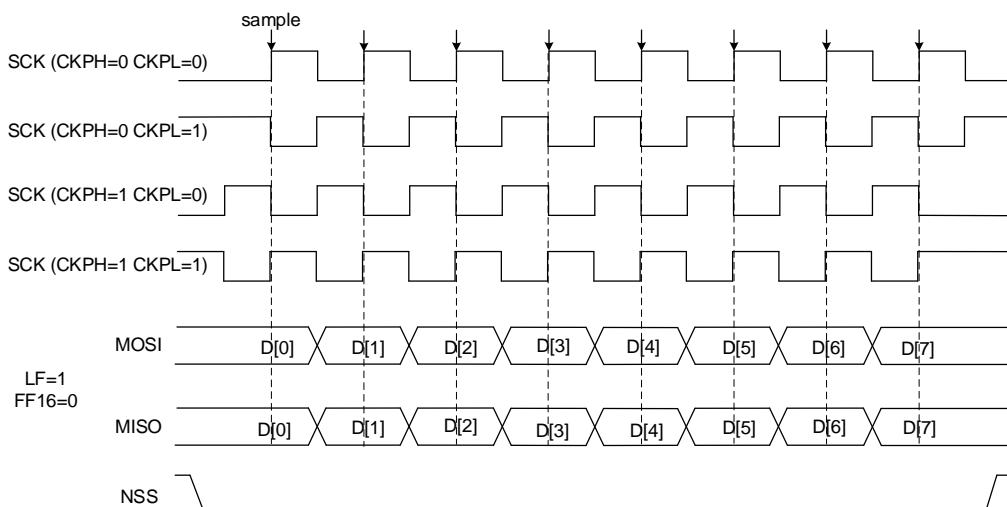 sample
SCK (CKPH=0 CKPL=0)
SCK (CKPH=0 CKPL=1)
SCK (CKPH=1 CKPL=0)
SCK (CKPH=1 CKPL=1)
MOSI D[0] D[1] D[2] D[3] D[4] D[5] D[6] D[7]
LF=1
FF16=0
MISO D[0] D[1] D[2] D[3] D[4] D[5] D[6] D[7]
NSS